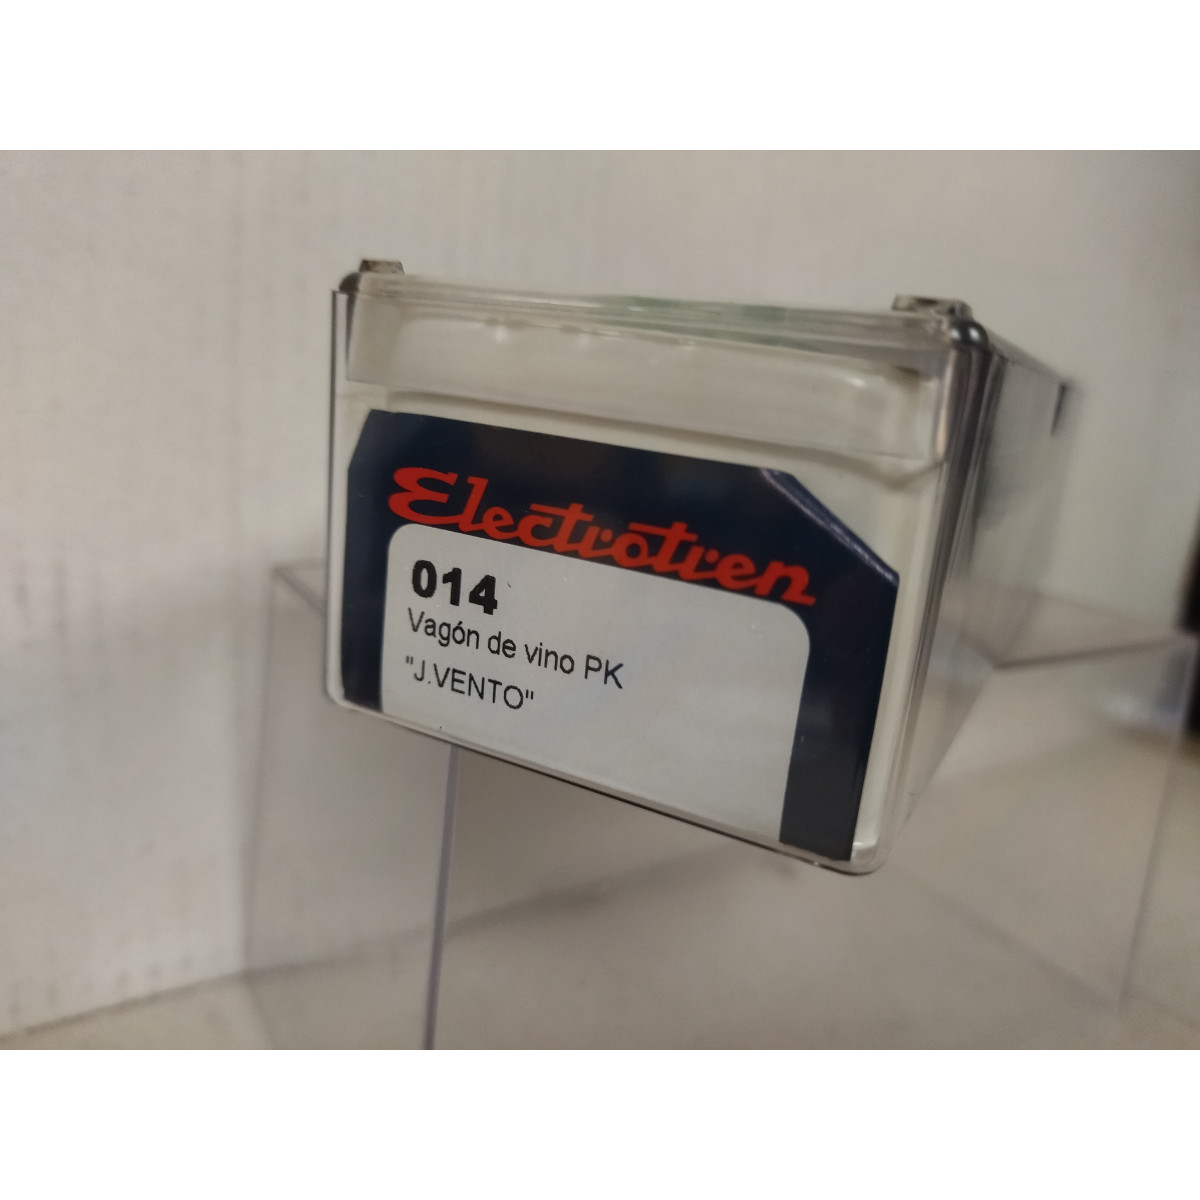 Electrotren
014
Vagón de vino PK
"J.VENTO"